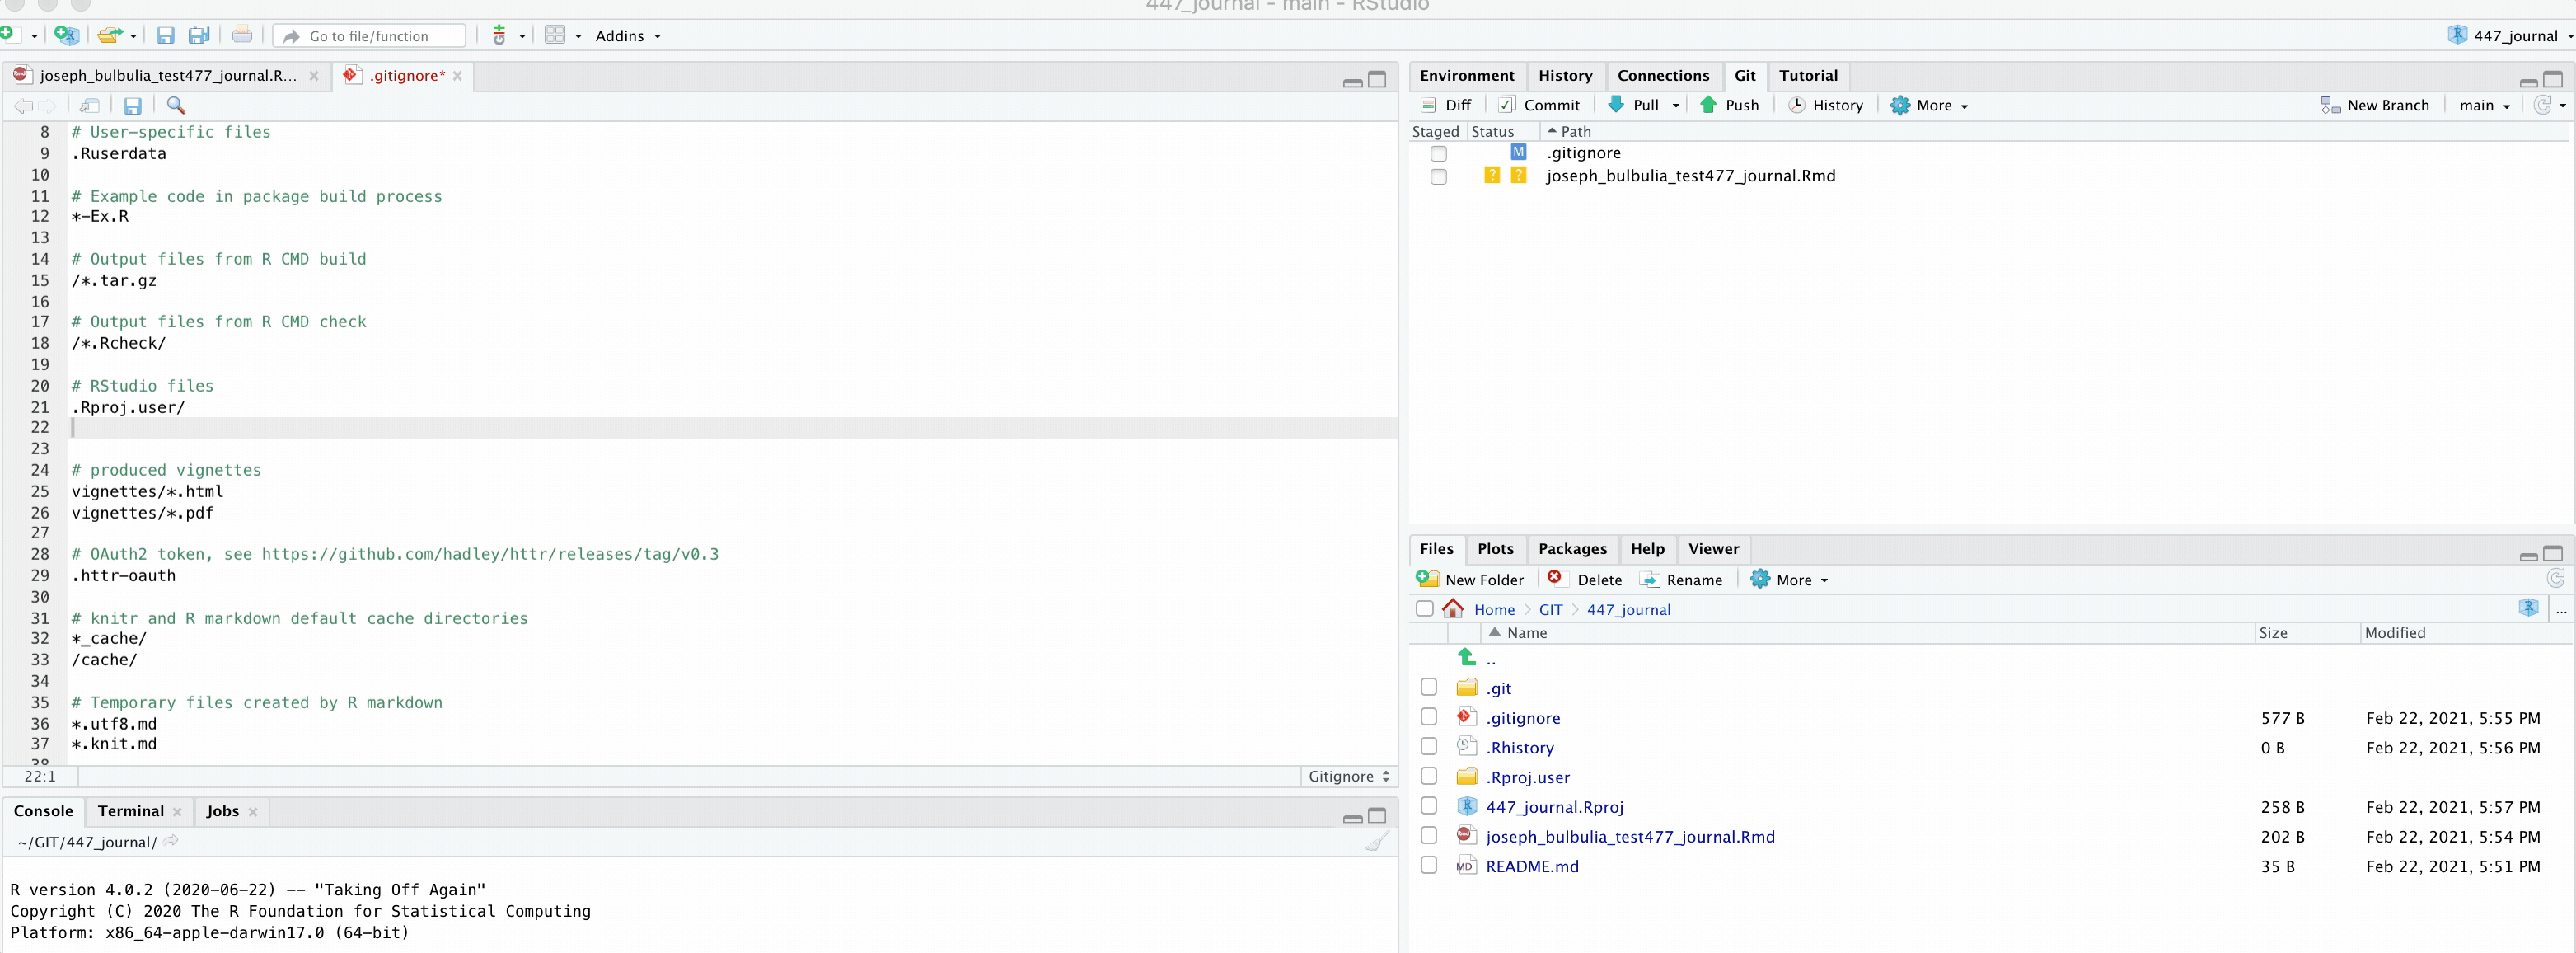 447_journal - main - RStudio
Go to file/function
Addins
447_journal
joseph_bulbulia_test477_journal.R...
.gitignore*
8 # User-specific files
9 .Ruserdata
10
11 # Example code in package build process
12 *-Ex.R
13
14 # Output files from R CMD build
15 /*.tar.gz
16
17 # Output files from R CMD check
18 /*.Rcheck/
19
20 # RStudio files
21 .Rproj.user/
22
23
24 # produced vignettes
25 vignettes/*.html
26 vignettes/*.pdf
27
28 # OAuth2 token, see https://github.com/hadley/httr/releases/tag/v0.3
29 .httr-oauth
30
31 # knitr and R markdown default cache directories
32 *_cache/
33 /cache/
34
35 # Temporary files created by R markdown
36 *.utf8.md
37 *.knit.md
38
22:1 Gitignore
Console Terminal Jobs
~/GIT/447_journal/
R version 4.0.2 (2020-06-22) -- "Taking Off Again"
Copyright (C) 2020 The R Foundation for Statistical Computing
Platform: x86_64-apple-darwin17.0 (64-bit)
Environment History Connections Git Tutorial
Diff Commit Pull Push History More New Branch main
Staged Status Path
M .gitignore
? ? joseph_bulbulia_test477_journal.Rmd
Files Plots Packages Help Viewer
New Folder Delete Rename More
Home GIT 447_journal ...
Name Size Modified
..
.git
.gitignore 577 B Feb 22, 2021, 5:55 PM
.Rhistory 0 B Feb 22, 2021, 5:56 PM
.Rproj.user
447_journal.Rproj 258 B Feb 22, 2021, 5:57 PM
joseph_bulbulia_test477_journal.Rmd 202 B Feb 22, 2021, 5:54 PM
MD README.md 35 B Feb 22, 2021, 5:51 PM